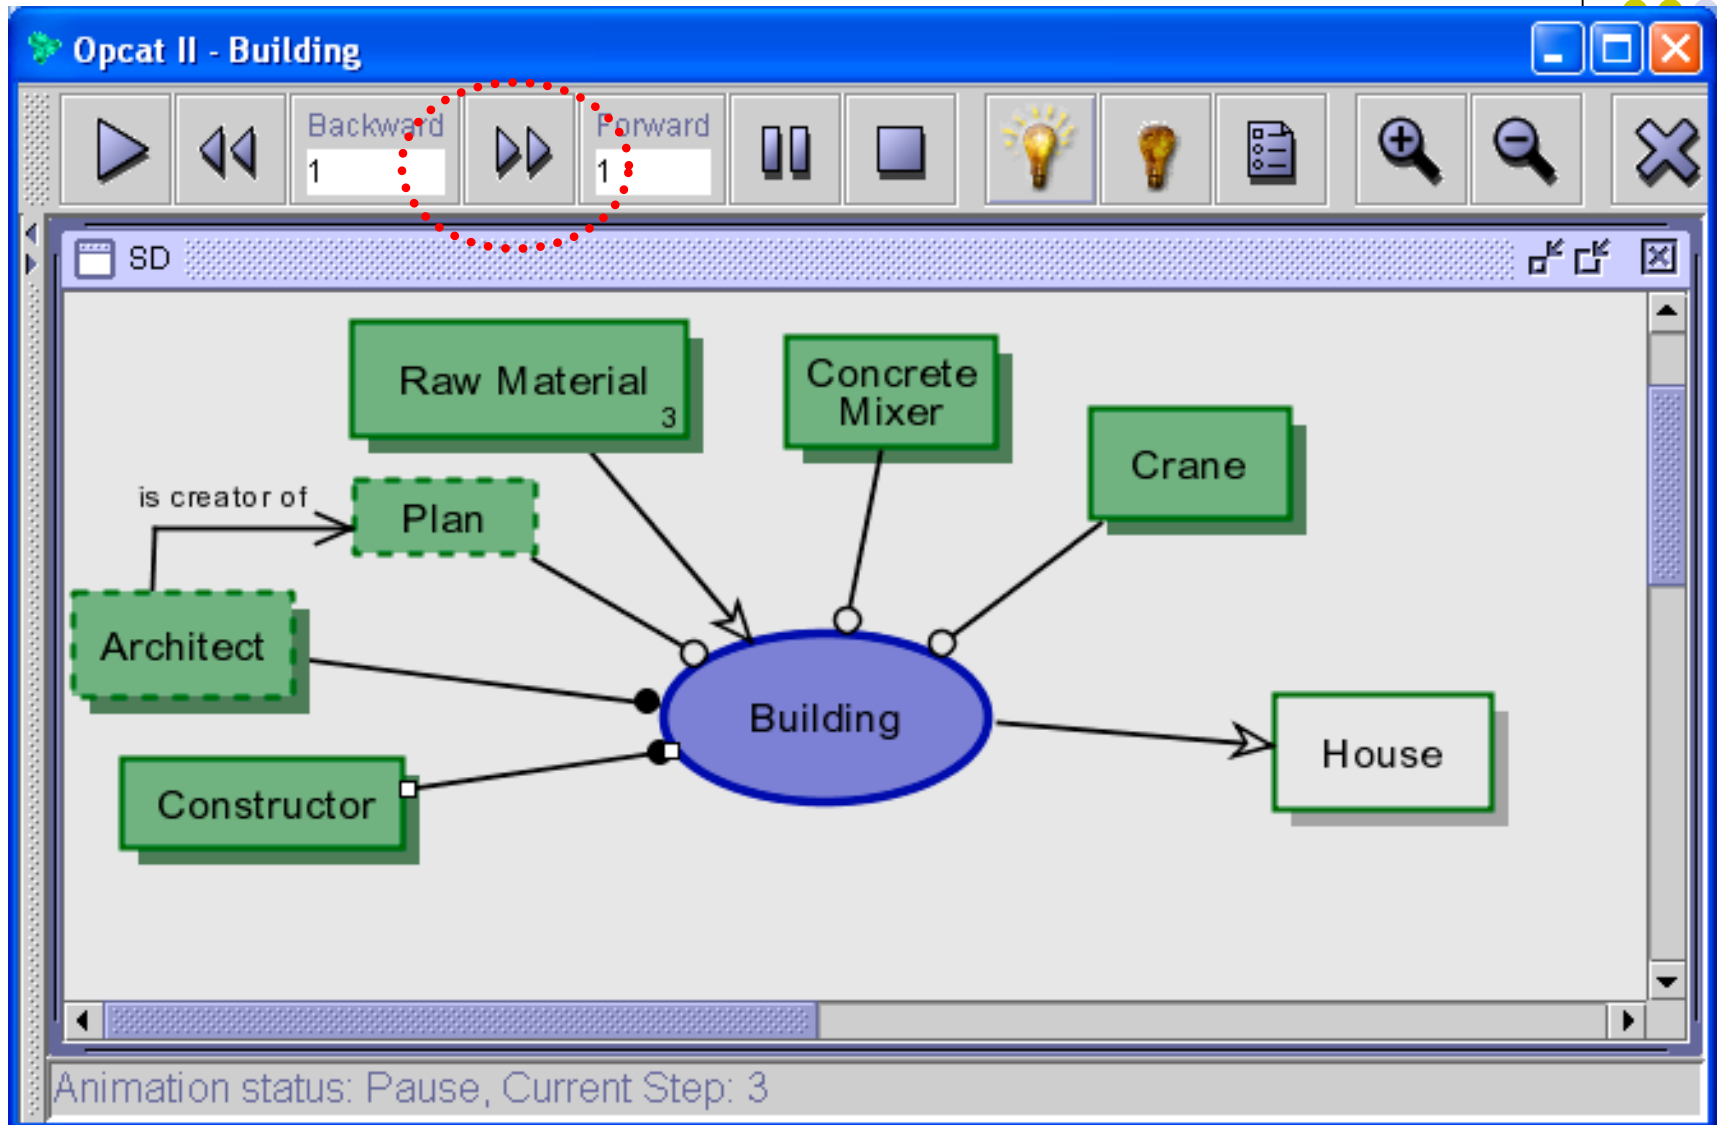 Opcat II - Building
Backward
1
Forward
1
SD
Raw Material
3
Concrete
Mixer
Crane
is creator of
Plan
Architect
Building
House
Constructor
Animation status: Pause, Current Step: 3